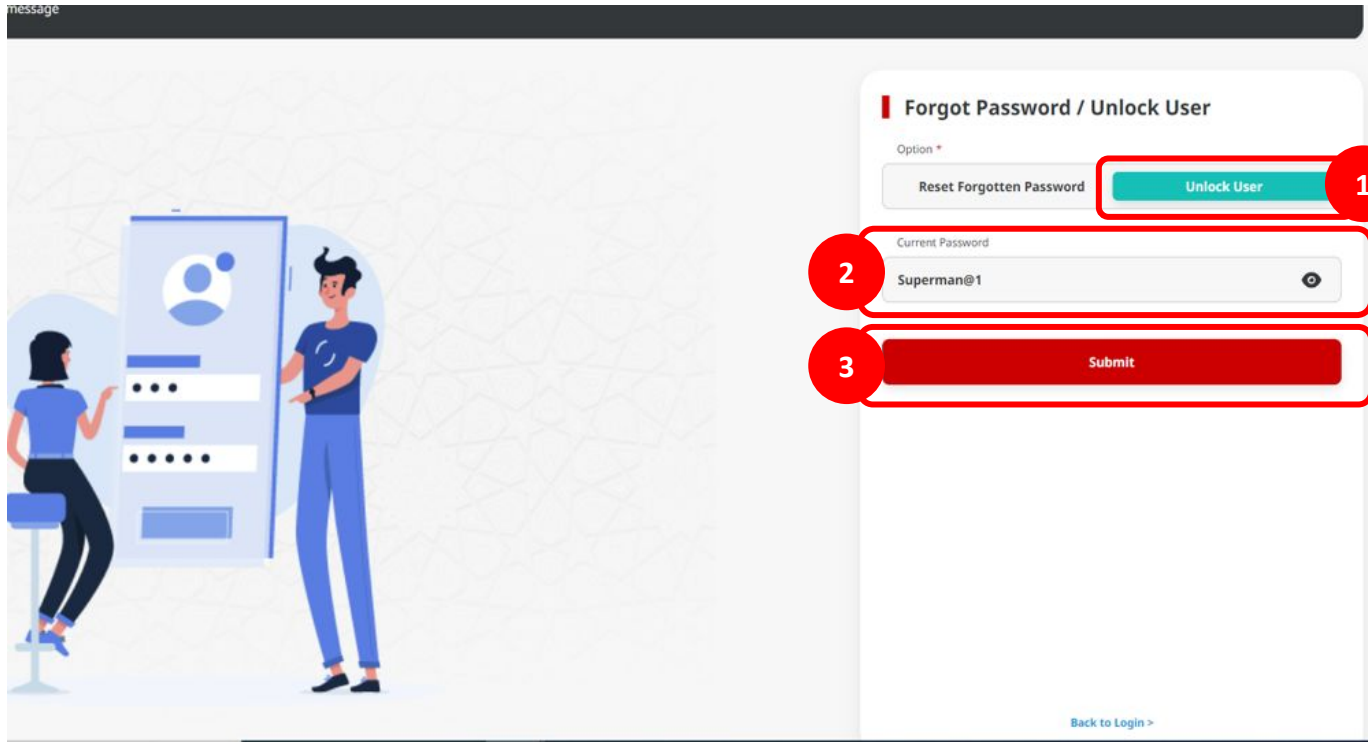 message
Forgot Password / Unlock User
Option *
Reset Forgotten Password
Unlock User
1
Current Password
2
Superman@1
3
Submit
Back to Login >